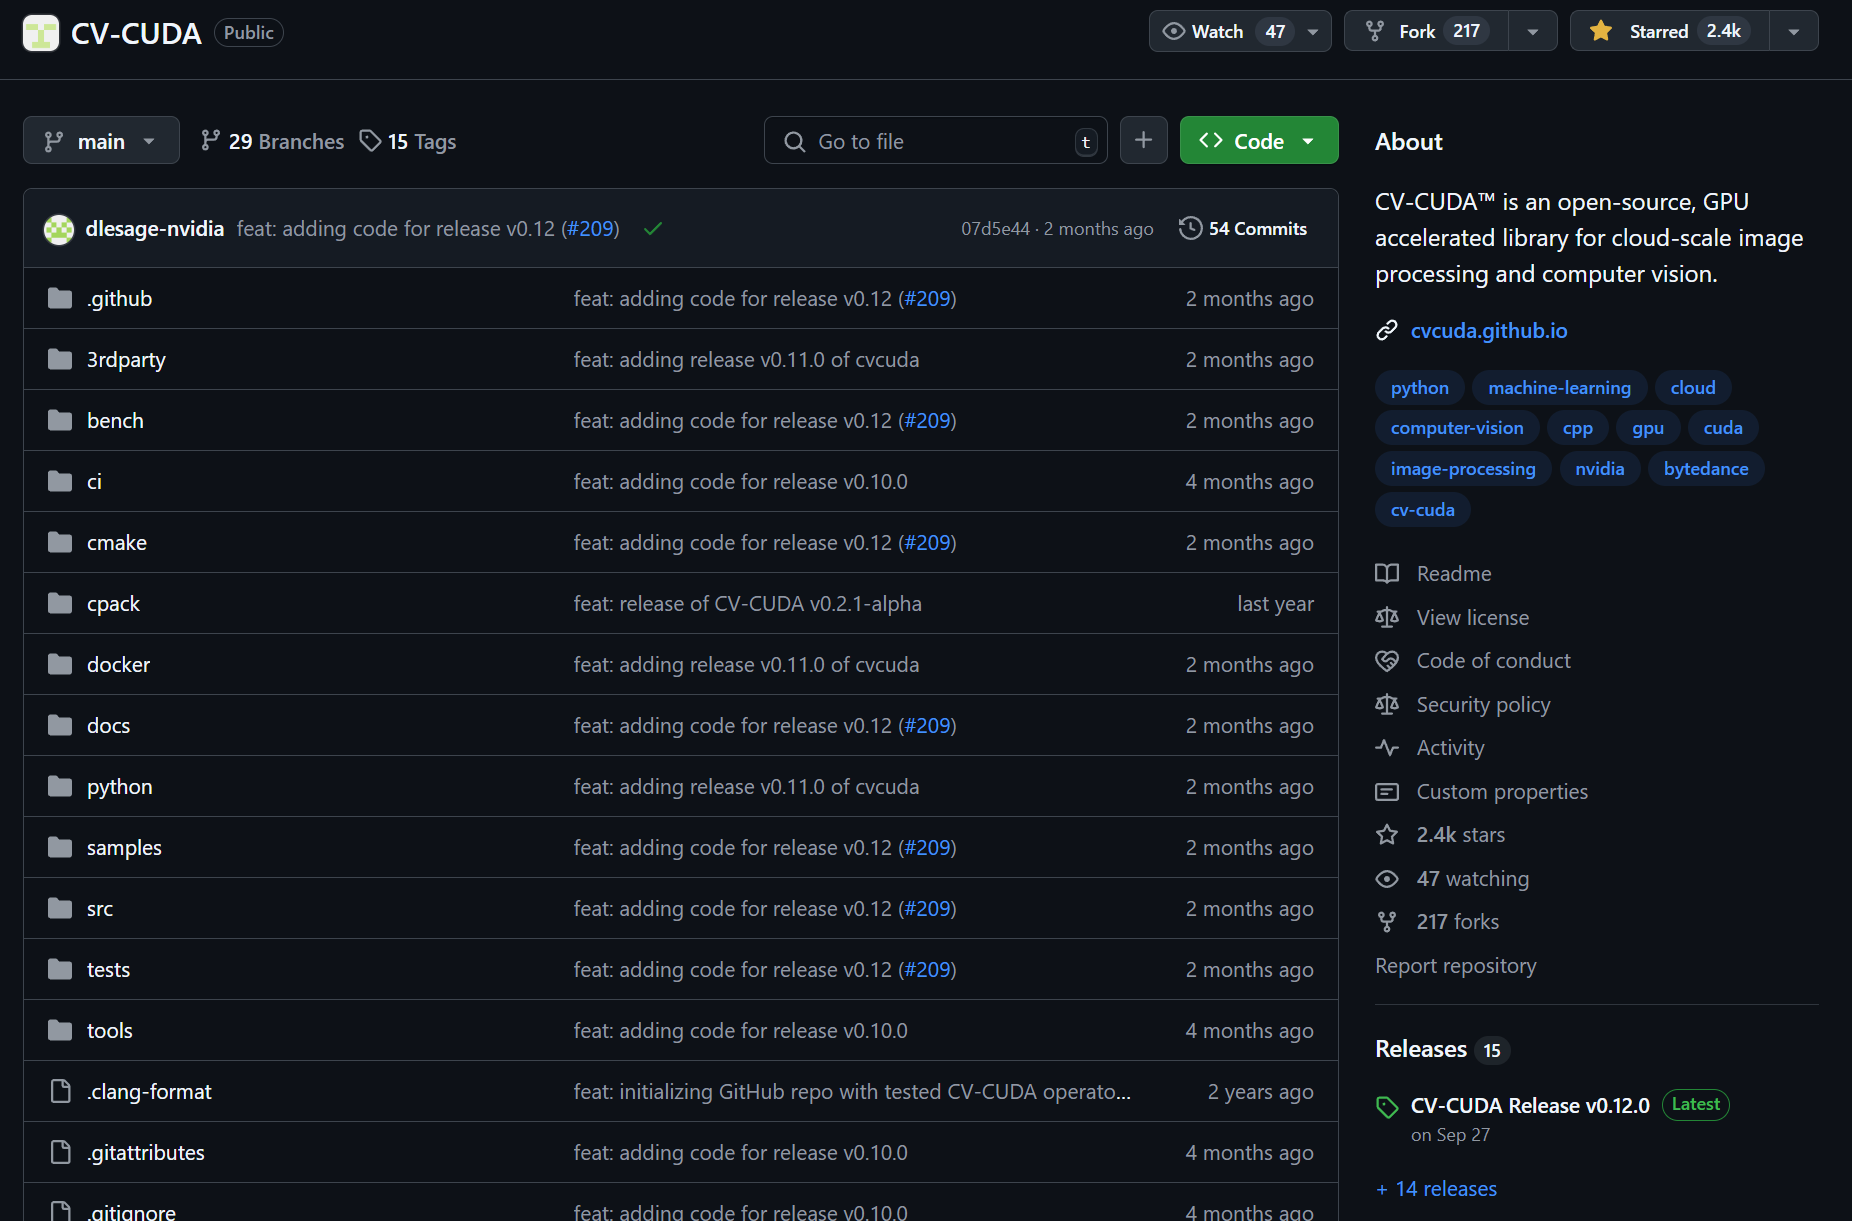 CV-CUDA Public Watch 47 Fork 217 Starred 2.4k
main 29 Branches 15 Tags Go to file t + Code
dlesage-nvidia feat: adding code for release v0.12 (#209) 07d5e44 · 2 months ago 54 Commits
.github feat: adding code for release v0.12 (#209) 2 months ago
3rdparty feat: adding release v0.11.0 of cvcuda 2 months ago
bench feat: adding code for release v0.12 (#209) 2 months ago
ci feat: adding code for release v0.10.0 4 months ago
cmake feat: adding code for release v0.12 (#209) 2 months ago
cpack feat: release of CV-CUDA v0.2.1-alpha last year
docker feat: adding release v0.11.0 of cvcuda 2 months ago
docs feat: adding code for release v0.12 (#209) 2 months ago
python feat: adding release v0.11.0 of cvcuda 2 months ago
samples feat: adding code for release v0.12 (#209) 2 months ago
src feat: adding code for release v0.12 (#209) 2 months ago
tests feat: adding code for release v0.12 (#209) 2 months ago
tools feat: adding code for release v0.10.0 4 months ago
.clang-format feat: initializing GitHub repo with tested CV-CUDA operato... 2 years ago
.gitattributes feat: adding code for release v0.10.0 4 months ago
.gitignore feat: adding code for release v0.10.0 4 months ago
About
CV-CUDA™ is an open-source, GPU
accelerated library for cloud-scale image
processing and computer vision.
cvcuda.github.io
python machine-learning cloud
computer-vision cpp gpu cuda
image-processing nvidia bytedance
cv-cuda
Readme
View license
Code of conduct
Security policy
Activity
Custom properties
2.4k stars
47 watching
217 forks
Report repository
Releases 15
CV-CUDA Release v0.12.0 Latest
on Sep 27
+ 14 releases